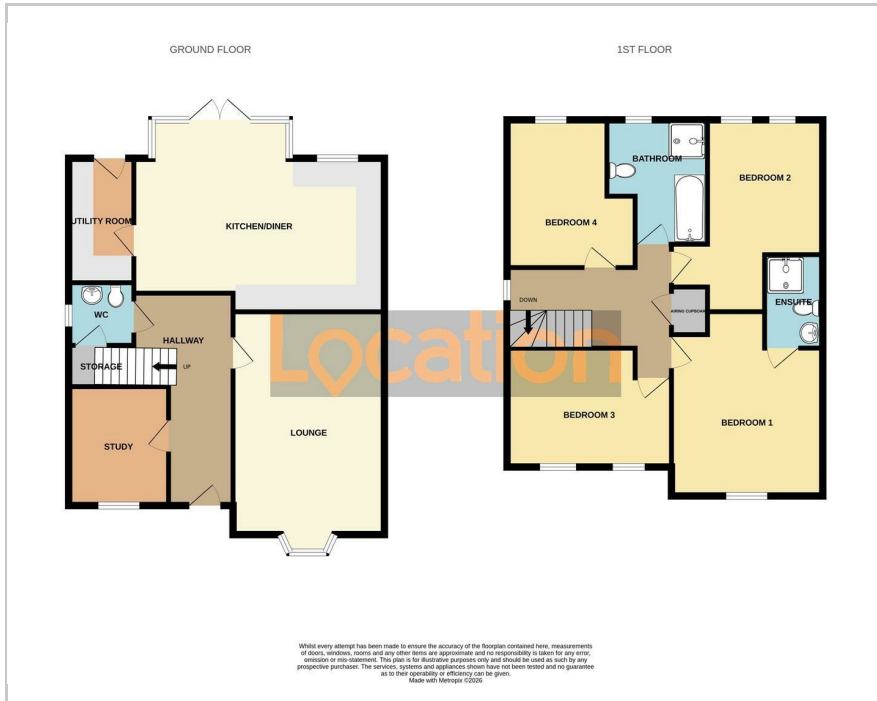 GROUND FLOOR
1ST FLOOR
UTILITY ROOM
KITCHEN/DINER
WC
HALLWAY
STORAGE
UP
STUDY
LOUNGE
BATHROOM
BEDROOM 2
BEDROOM 4
DOWN
AIRING CUPBOARD
ENSUITE
BEDROOM 3
BEDROOM 1
Location
Whilst every attempt has been made to ensure the accuracy of the floorplan contained here, measurements
of doors, windows, rooms and any other items are approximate and no responsibility is taken for any error,
omission or mis-statement. This plan is for illustrative purposes only and should be used as such by any
prospective purchaser. The services, systems and appliances shown have not been tested and no guarantee
as to their operability or efficiency can be given.
Made with Metropix ©2026